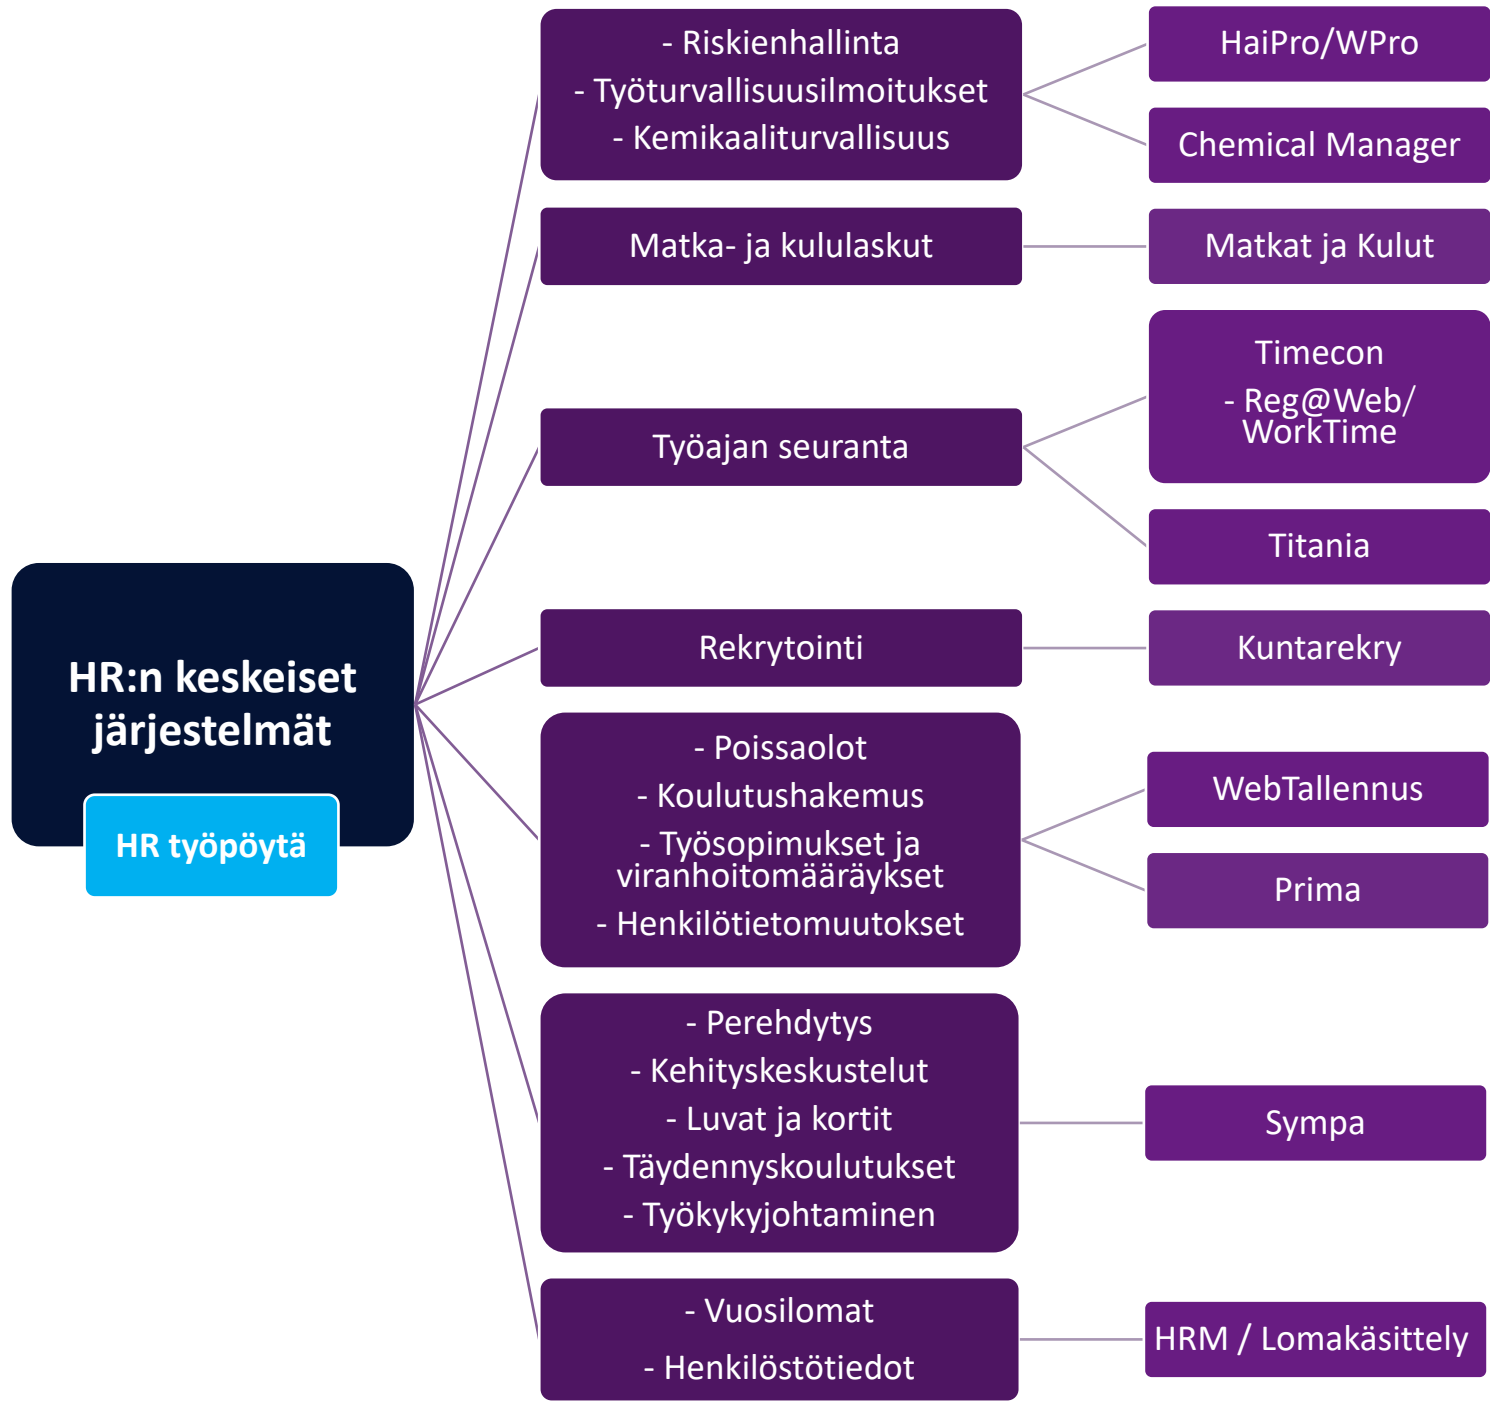 HR:n keskeiset
järjestelmät
HR työpöytä
- Riskienhallinta
- Työturvallisuusilmoitukset
- Kemikaaliturvallisuus
HaiPro/WPro
Chemical Manager
Matka- ja kululaskut
Matkat ja Kulut
Työajan seuranta
Timecon
- Reg@Web/
WorkTime
Titania
Rekrytointi
Kuntarekry
- Poissaolot
- Koulutushakemus
- Työsopimukset ja
viranhoitomääräykset
- Henkilötietomuutokset
WebTallennus
Prima
- Perehdytys
- Kehityskeskustelut
- Luvat ja kortit
- Täydennyskoulutukset
- Työkykyjohtaminen
Sympa
- Vuosilomat
- Henkilöstötiedot
HRM / Lomakäsittely